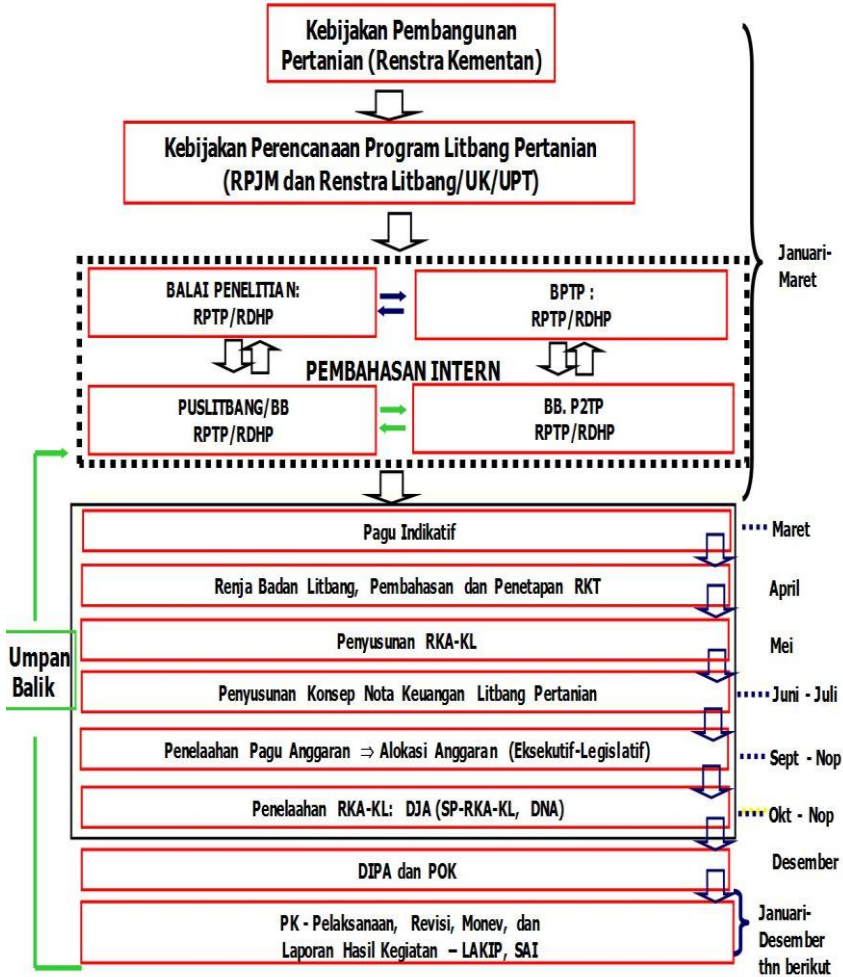 Kebijakan Pembangunan
Pertanian (Renstra Kementan)
Kebijakan Perencanaan Program Litbang Pertanian
(RPJM dan Renstra Litbang/UK/UPT)
Januari-
Maret
BALAI PENELITIAN:
RPTP/RDHP
BPTP :
RPTP/RDHP
PEMBAHASAN INTERN
PUSLITBANG/BB
RPTP/RDHP
BB. P2TP
RPTP/RDHP
Pagu Indikatif
Maret
Renja Badan Litbang, Pembahasan dan Penetapan RKT
April
Penyusunan RKA-KL
Mei
Umpan
Balik
Penyusunan Konsep Nota Keuangan Litbang Pertanian
Juni - Juli
Penelaahan Pagu Anggaran ⇒ Alokasi Anggaran (Eksekutif-Legislatif)
Sept - Nop
Penelaahan RKA-KL: DJA (SP-RKA-KL, DNA)
Okt - Nop
DIPA dan POK
Desember
PK - Pelaksanaan, Revisi, Monev, dan
Laporan Hasil Kegiatan – LAKIP, SAI
Januari-
Desember
thn berikut